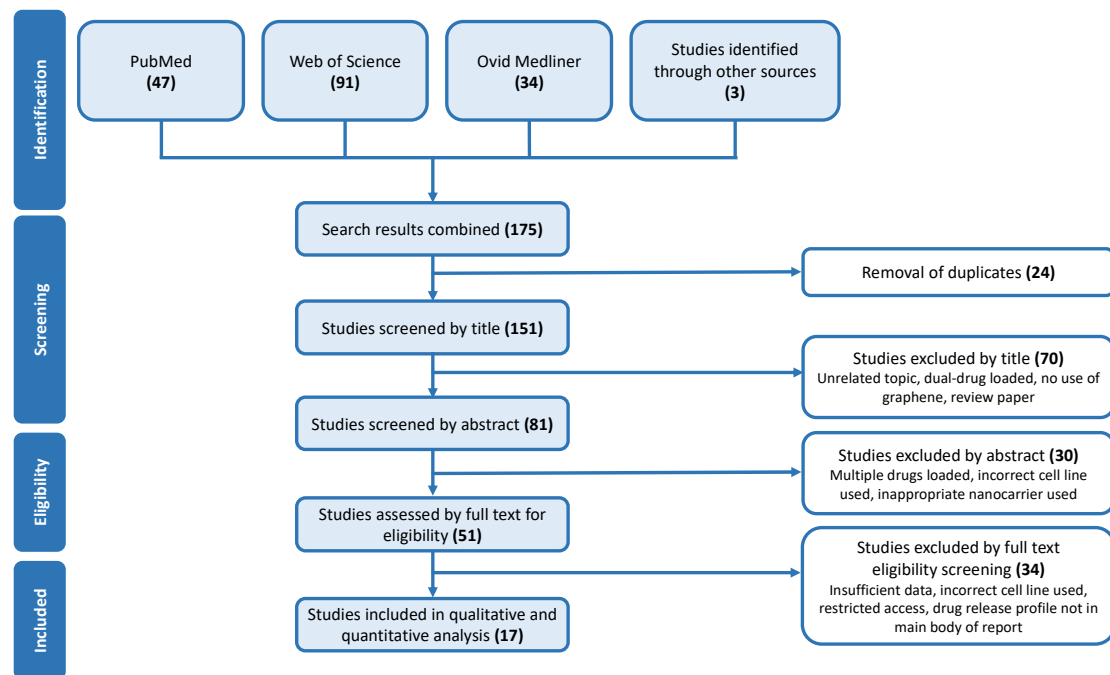 Identification
PubMed
(47)
Web of Science
(91)
Ovid Medliner
(34)
Studies identified
through other sources
(3)
Search results combined (175)
Screening
Removal of duplicates (24)
Studies screened by title (151)
Studies excluded by title (70)
Unrelated topic, dual-drug loaded, no use of
graphene, review paper
Studies screened by abstract (81)
Eligibility
Studies excluded by abstract (30)
Multiple drugs loaded, incorrect cell line
used, inappropriate nanocarrier used
Studies assessed by full text for
eligibility (51)
Studies excluded by full text
eligibility screening (34)
Insufficient data, incorrect cell line used,
restricted access, drug release profile not in
main body of report
Included
Studies included in qualitative and
quantitative analysis (17)